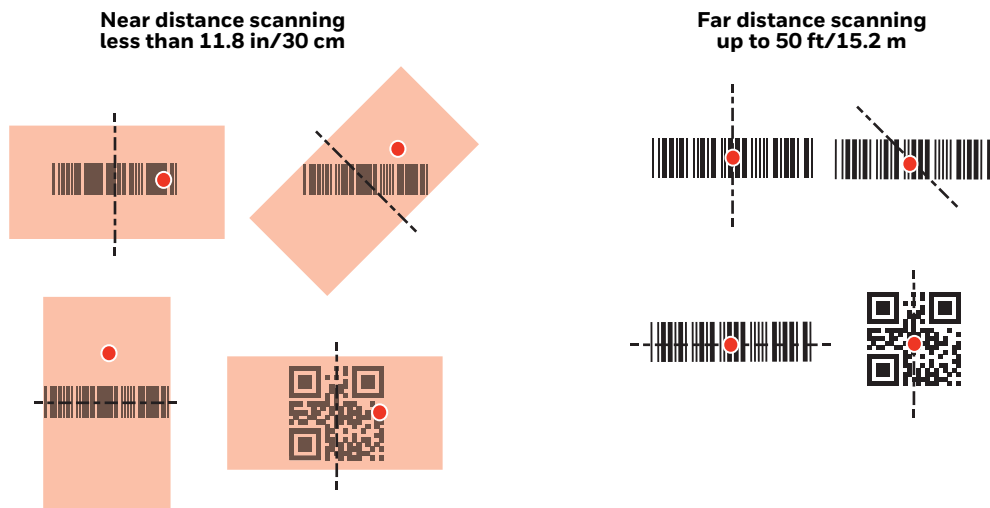 Near distance scanning
less than 11.8 in/30 cm
Far distance scanning
up to 50 ft/15.2 m